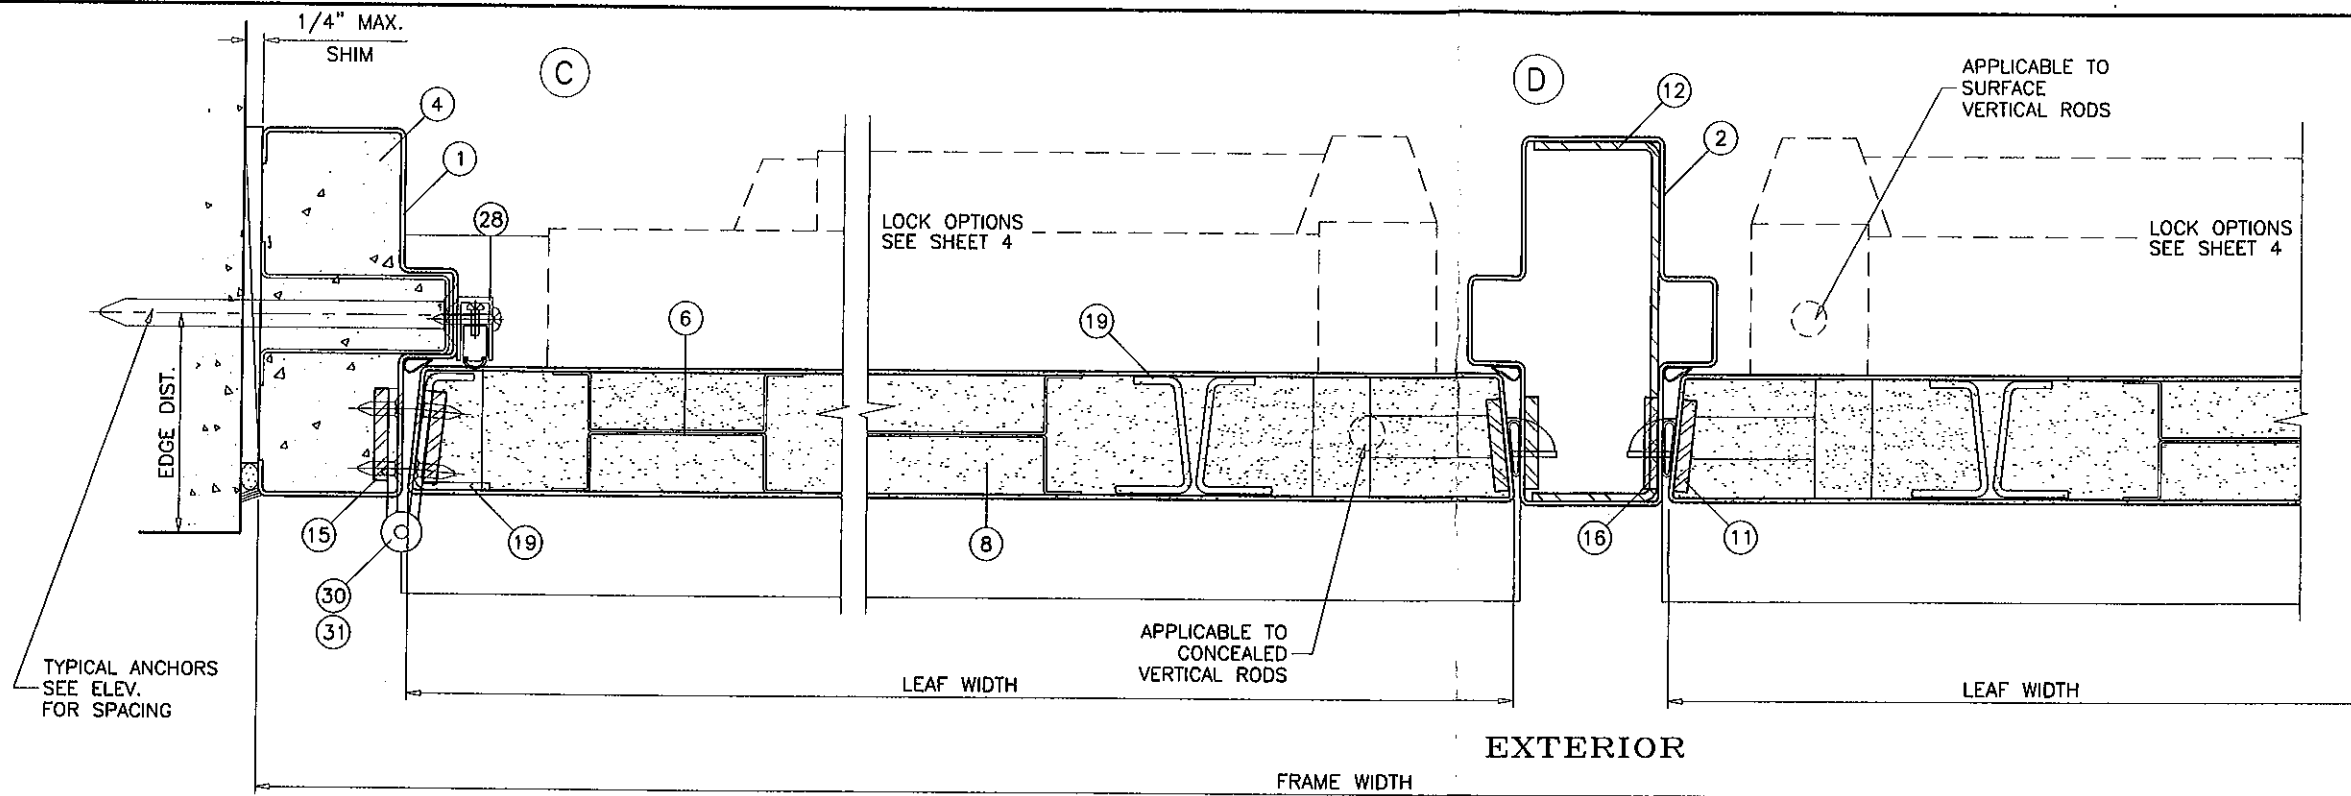 1/4" MAX.
SHIM
C
D
APPLICABLE TO
SURFACE
VERTICAL RODS
4
12
1
2
28
LOCK OPTIONS
SEE SHEET 4
LOCK OPTIONS
SEE SHEET 4
6
19
EDGE DIST.
15
19
8
16
11
30
31
TYPICAL ANCHORS
SEE ELEV.
FOR SPACING
APPLICABLE TO
CONCEALED
VERTICAL RODS
LEAF WIDTH
LEAF WIDTH
EXTERIOR
FRAME WIDTH